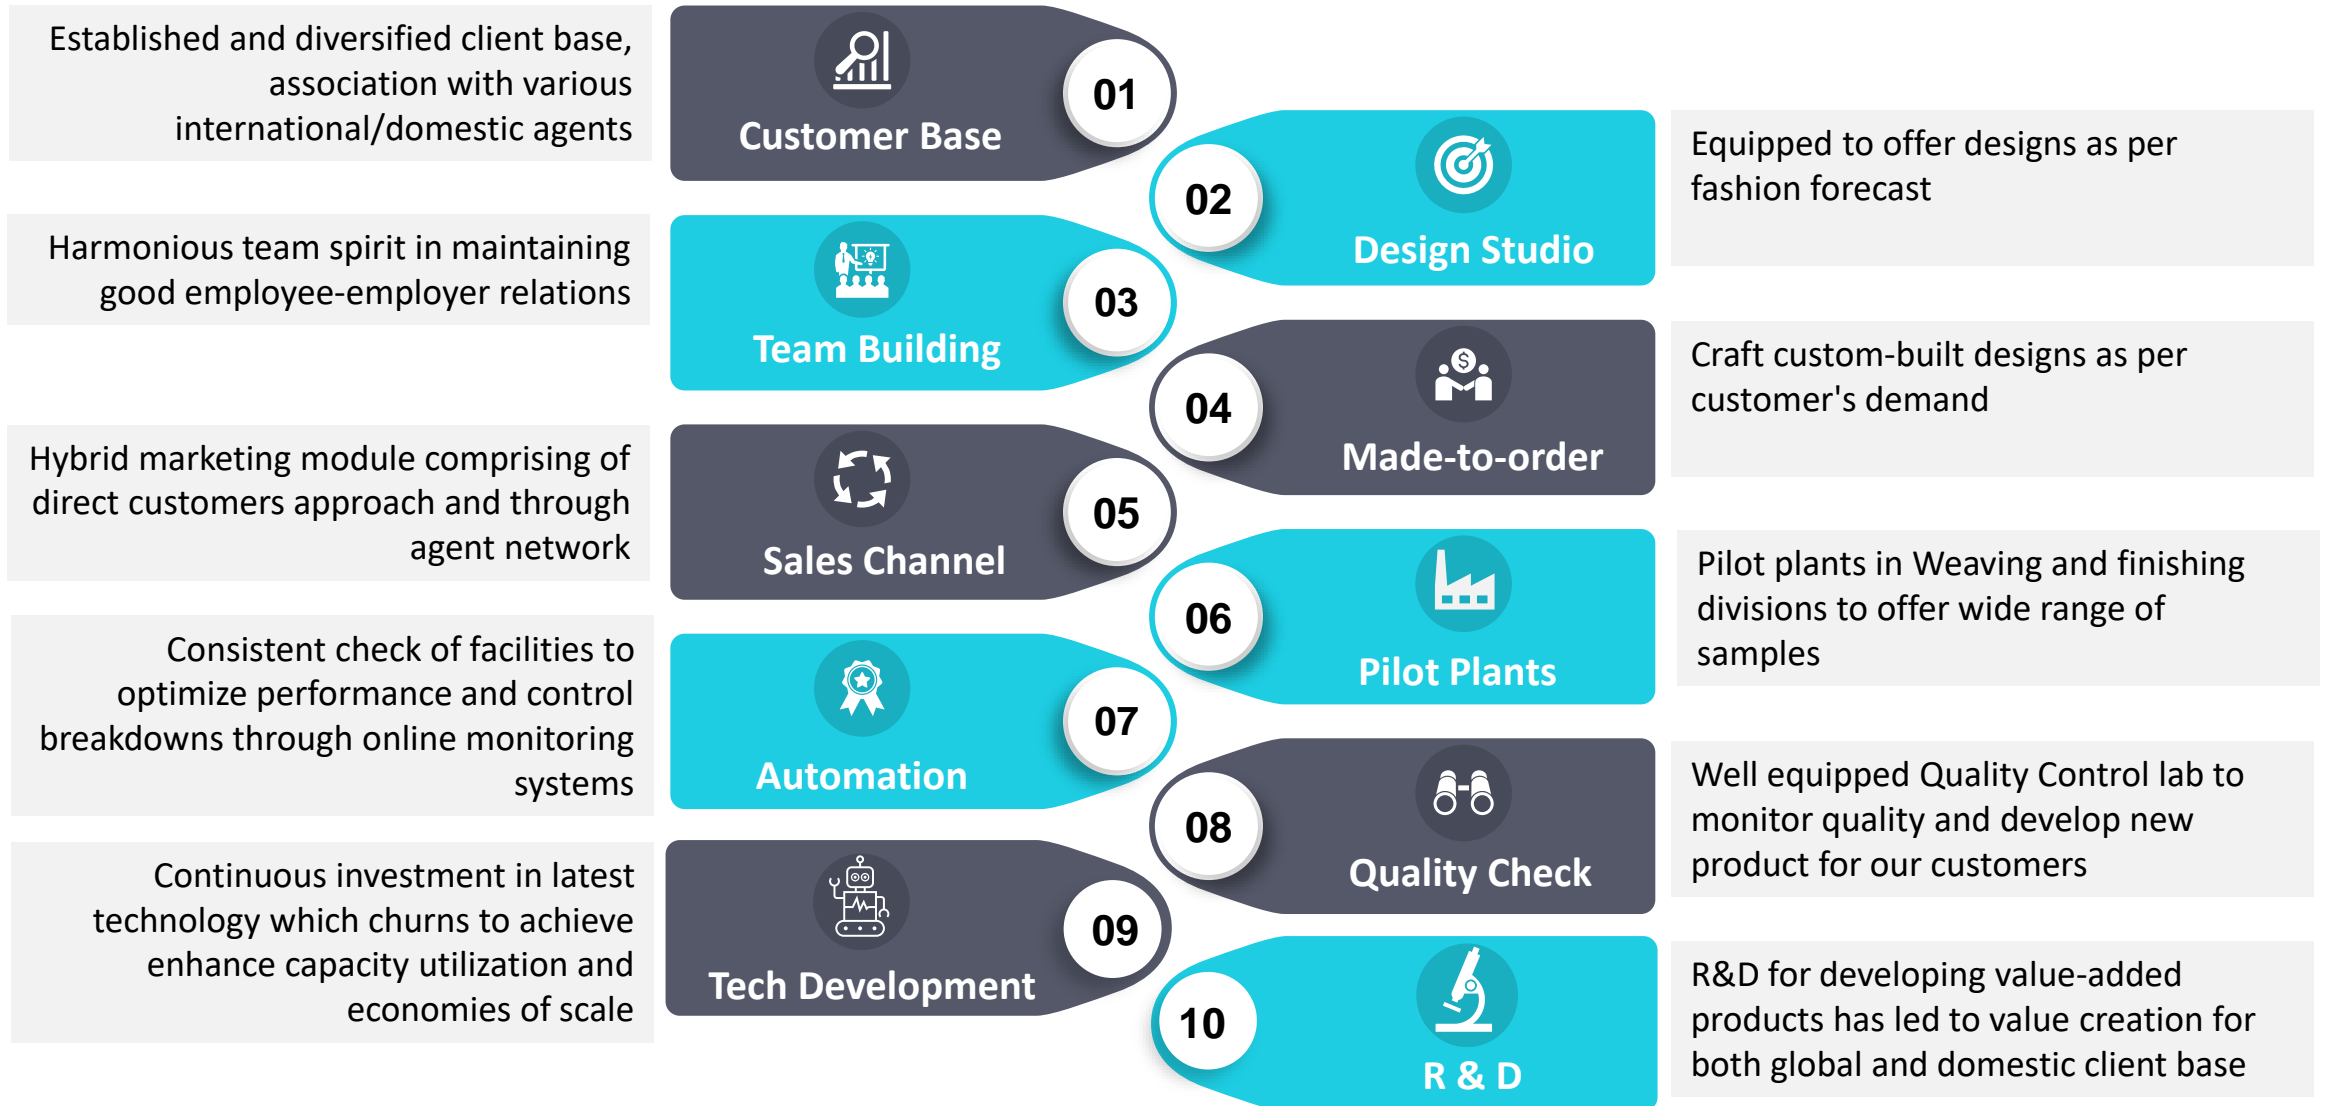 Established and diversified client base,
association with various
international/domestic agents
01
Customer Base
02
Design Studio
Equipped to offer designs as per
fashion forecast
Harmonious team spirit in maintaining
good employee-employer relations
03
Team Building
04
Made-to-order
Craft custom-built designs as per
customer's demand
Hybrid marketing module comprising of
direct customers approach and through
agent network
05
Sales Channel
06
Pilot Plants
Pilot plants in Weaving and finishing
divisions to offer wide range of
samples
Consistent check of facilities to
optimize performance and control
breakdowns through online monitoring
systems
07
Automation
08
Quality Check
Well equipped Quality Control lab to
monitor quality and develop new
product for our customers
Continuous investment in latest
technology which churns to achieve
enhance capacity utilization and
economies of scale
09
Tech Development
10
R & D
R&D for developing value-added
products has led to value creation for
both global and domestic client base